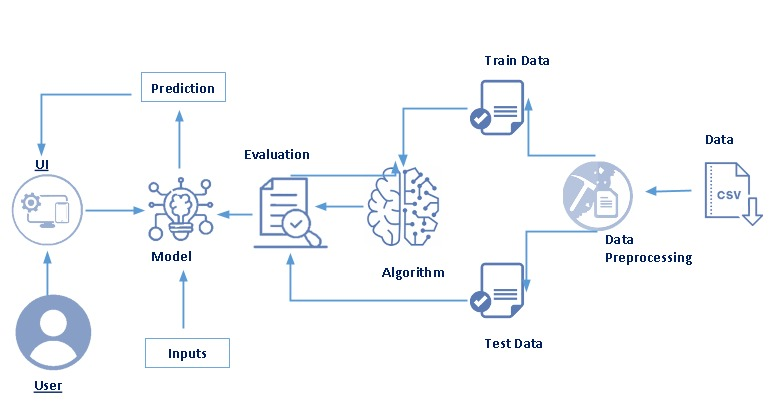 Train Data
Prediction
Data
Evaluation
UI
CSV
Model
Data
Preprocessing
Algorithm
Inputs
Test Data
User